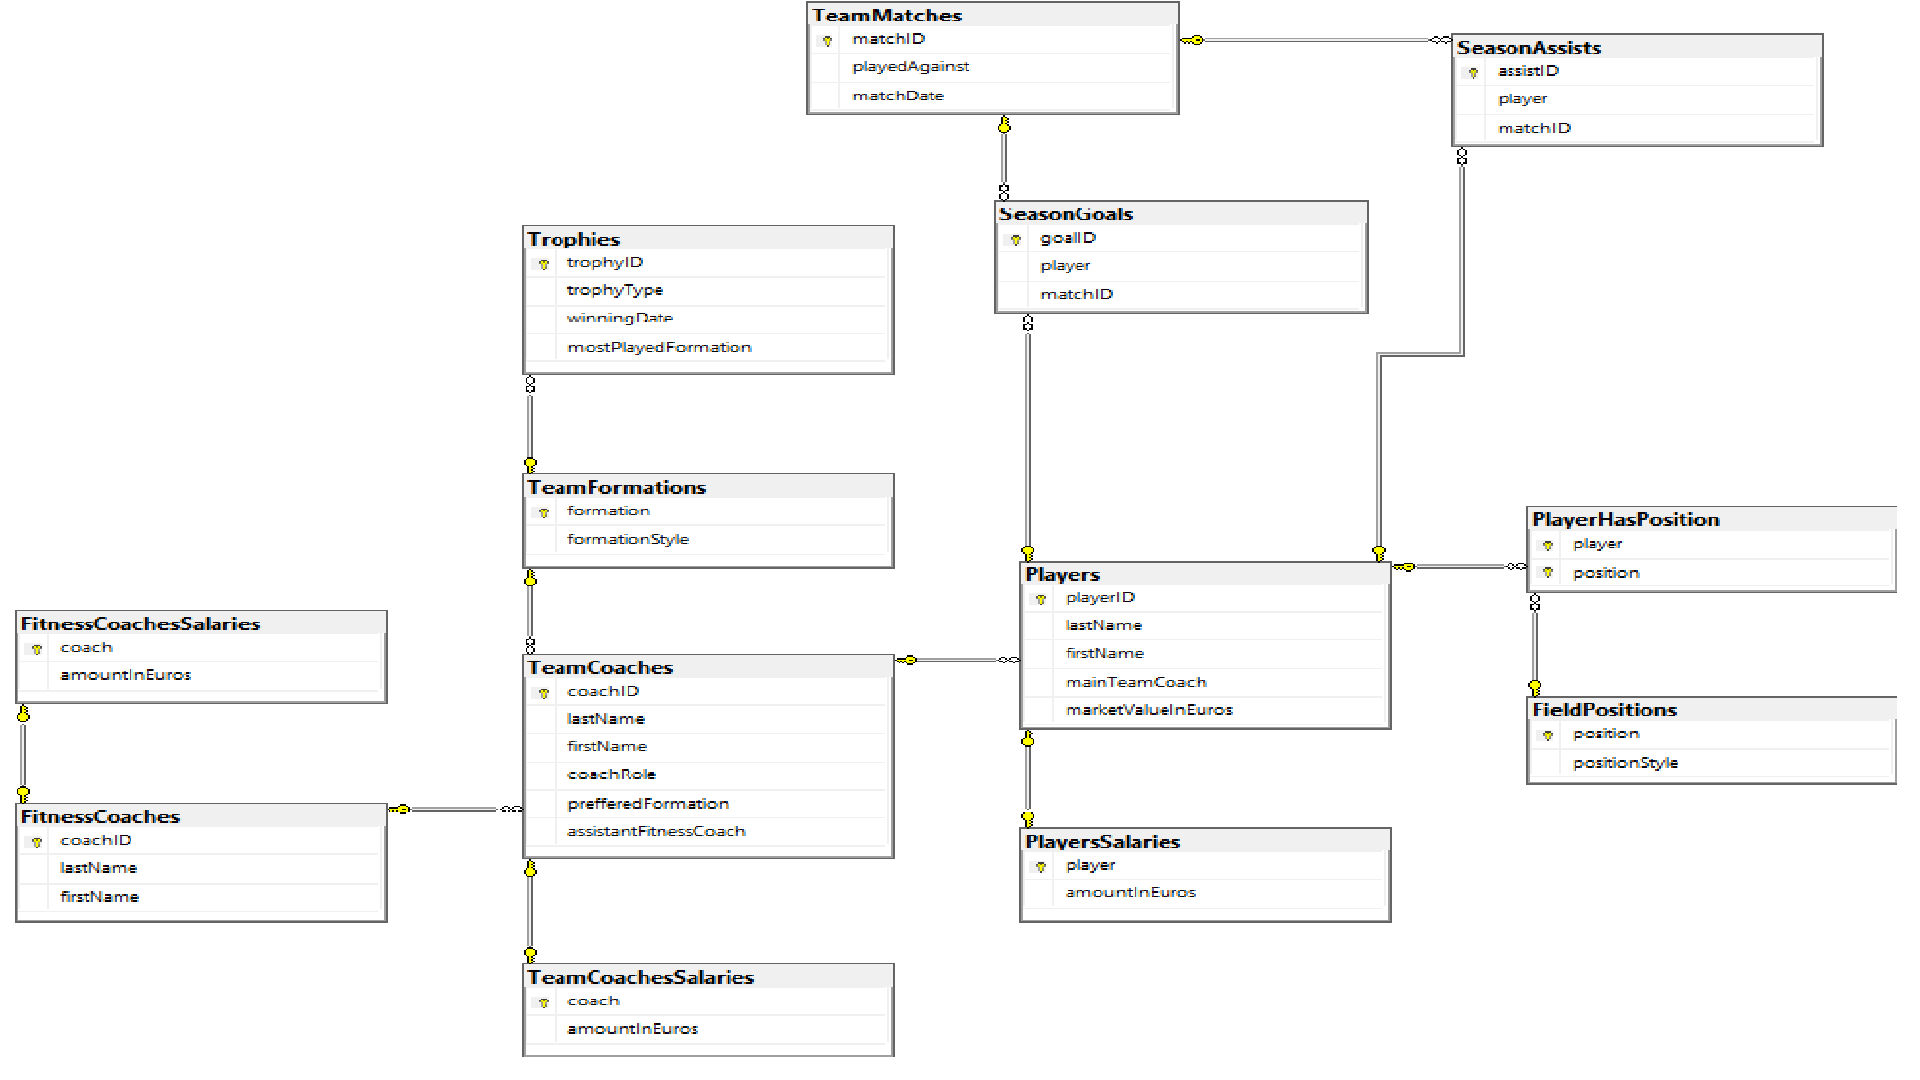 TeamMatches
matchID
playedAgainst
matchDate
SeasonAssists
assistID
player
matchID
SeasonGoals
goalID
player
matchID
Trophies
trophyID
trophyType
winningDate
mostPlayedFormation
TeamFormations
formation
formationStyle
PlayerHasPosition
player
position
Players
playerID
lastName
firstName
mainTeamCoach
marketValueInEuros
FitnessCoachesSalaries
coach
amountInEuros
TeamCoaches
coachID
lastName
firstName
coachRole
prefferedFormation
assistantFitnessCoach
FieldPositions
position
positionStyle
FitnessCoaches
coachID
lastName
firstName
PlayersSalaries
player
amountInEuros
TeamCoachesSalaries
coach
amountInEuros